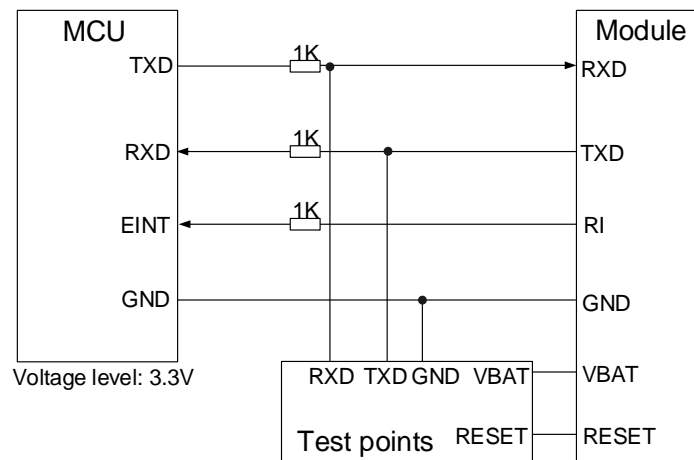 MCU
Module
TXD
1K
RXD
RXD
1K
TXD
EINT
1K
RI
GND
GND
Voltage level: 3.3V
RXD TXD GND VBAT
VBAT
Test points
RESET
RESET